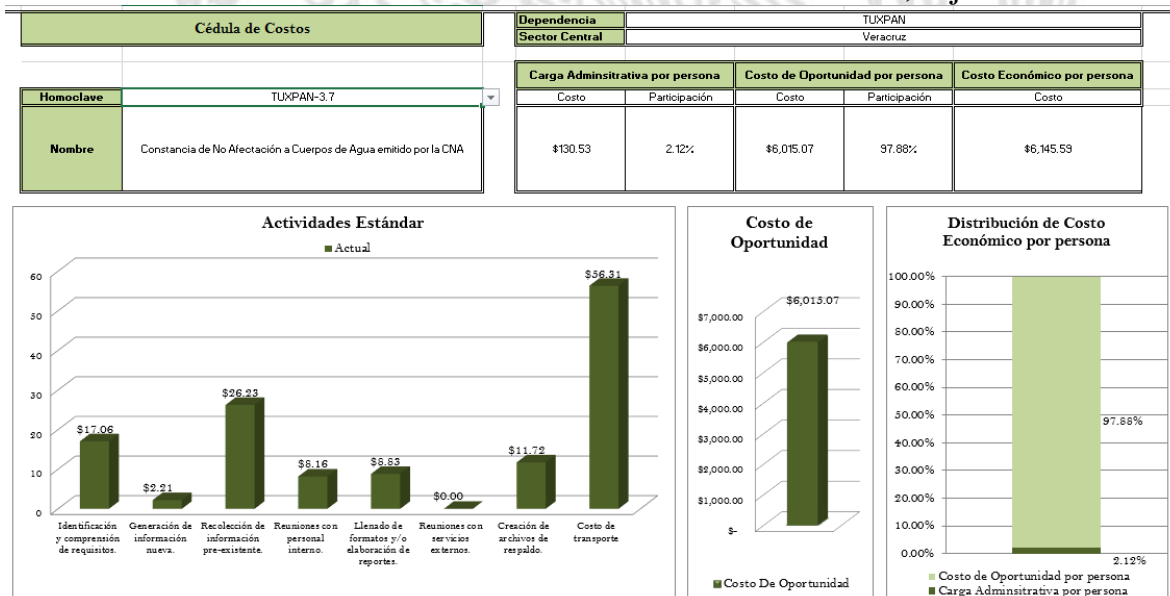 Cédula de Costos
Dependencia TUXPAN
Sector Central Veracruz
Carga Adminsitrativa por persona Costo de Oportunidad por persona Costo Económico por persona
Homoclave TUXPAN-3.7 Costo Participación Costo Participación Costo
Nombre Constancia de No Afectación a Cuerpos de Agua emitido por la CNA $130.53 2.12% $6,015.07 97.88% $6,145.59
Actividades Estándar
Actual
60
50
40
30
20
10
0
$17.06
$2.21
$26.23
$8.16
$8.83
$0.00
$11.72
$56.31
Identificación
y comprensión
de requisitos.
Generación de
información
nueva.
Recolección de
información
pre-existente.
Reuniones con
personal
interno.
Llenado de
formatos y/o
elaboración de
reportes.
Reuniones con
servicios
externos.
Creación de
archivos de
respaldo.
Costo de
transporte
Costo de
Oportunidad
$6,015.07
$7,000.00
$6,000.00
$5,000.00
$4,000.00
$3,000.00
$2,000.00
$1,000.00
$-
Costo De Oportunidad
Distribución de Costo
Económico por persona
100.00%
90.00%
80.00%
70.00%
60.00%
50.00%
40.00%
30.00%
20.00%
10.00%
0.00%
97.88%
2.12%
Costo de Oportunidad por persona
Carga Adminsitrativa por persona